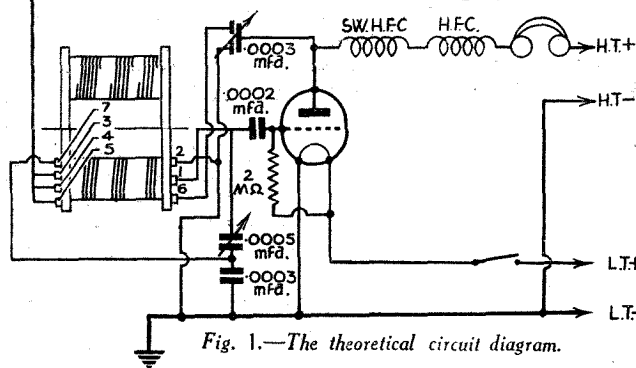 SW.H.F.C
H.F.C.
H.T.+
.0003
mfd.
H.T-
.0002
mfd.
7
3
4
5
2
1
6
2
MΩ
.0005
mfd.
.0003
mfd.
L.T.+
L.T.-
Fig. 1.—The theoretical circuit diagram.